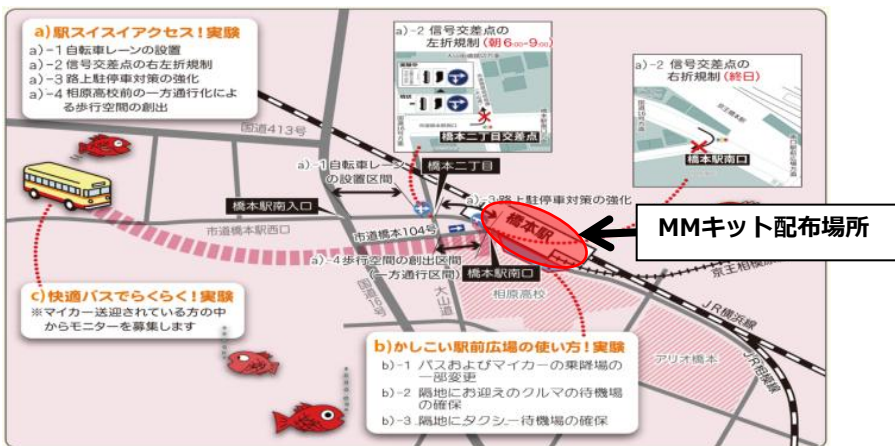 a)駅スイスイアクセス！実験
a)-1 自転車レーンの設置
a)-2 信号交差点の右左折規制
a)-3 路上駐停車対策の強化
a)-4 相原高校前の一方通行化によ
る歩行空間の創出
a)-2 信号交差点の
左折規制(朝6:00-9:00)
橋本二丁目交差点
a)-2 信号交差点の
右折規制(終日)
橋本駅南口
国道413号
a)-1 自転車レーン
の設置区間
橋本二丁目
a)-3 路上駐停車対策の強化
橋本駅南入口
市道橋本駅西口
市道橋本104号
橋本駅
MMキット配布場所
a)-4 歩行空間の創出区間
(一方通行区間)
橋本駅南口
国道16号
大山道
相原高校
JR横浜線
JR相模線
アリオ橋本
c)快適バスでらくらく！実験
※マイカー送迎されている方の中
からモニターを募集します
b)かしこい駅前広場の使い方！実験
b)-1 バスおよびマイカーの乗降場の
一部変更
b)-2 隔地にお迎えのクルマの待機場
の確保
b)-3 隔地にタクシー待機場の確保